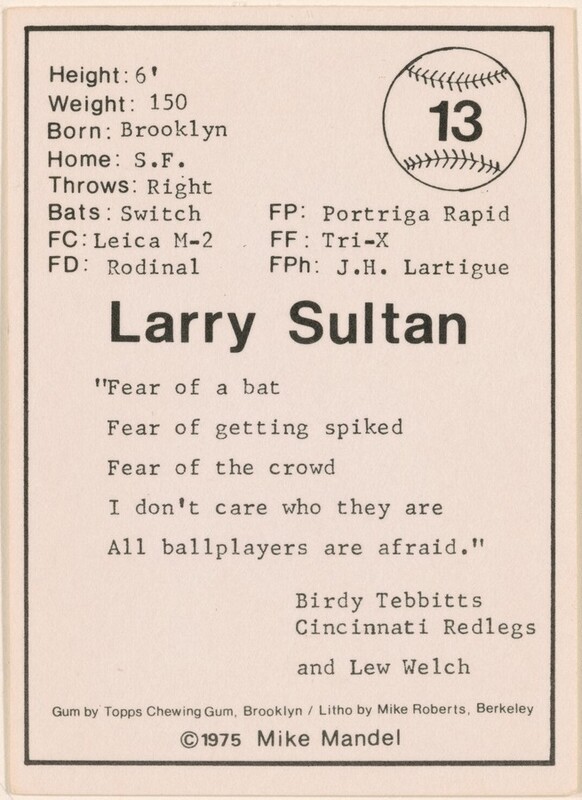 Height: 6'
13
Weight: 150
Born: Brooklyn
Home: S.F.
Throws: Right
Bats: Switch FP: Portriga Rapid
FC: Leica M-2 FF: Tri-X
FD: Rodinal FPh: J.H. Lartigue
Larry Sultan
"Fear of a bat
Fear of getting spiked
Fear of the crowd
I don't care who they are
All ballplayers are afraid."
Birdy Tebbitts
Cincinnati Redlegs
and Lew Welch
Gum by Topps Chewing Gum, Brooklyn / Litho by Mike Roberts, Berkeley
©1975 Mike Mandel